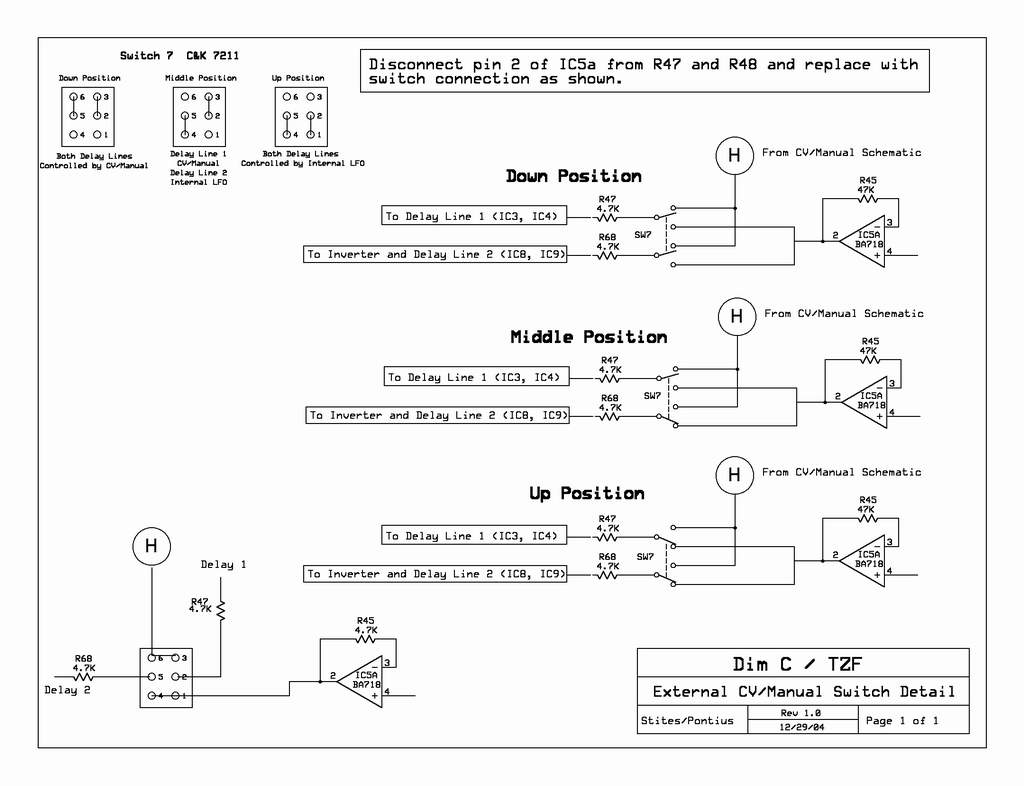 Switch 7 C&K 7211
Down Position
6 3
5 2
4 1
Both Delay Lines
Controlled by CV/Manual
Middle Position
6 3
5 2
4 1
Delay Line 1
CV/Manual
Delay Line 2
Internal LFO
Up Position
6 3
5 2
4 1
Both Delay Lines
Controlled by Internal LFO
Disconnect pin 2 of IC5a from R47 and R48 and replace with
switch connection as shown.
Down Position
H
From CV/Manual Schematic
To Delay Line 1 (IC3, IC4)
R47
4.7K
To Inverter and Delay Line 2 (IC8, IC9)
R68
4.7K
SW7
R45
47K
2
3
4
IC5A
BA718
−
+
Middle Position
H
From CV/Manual Schematic
To Delay Line 1 (IC3, IC4)
R47
4.7K
To Inverter and Delay Line 2 (IC8, IC9)
R68
4.7K
SW7
R45
47K
2
3
4
IC5A
BA718
−
+
Up Position
H
From CV/Manual Schematic
To Delay Line 1 (IC3, IC4)
R47
4.7K
To Inverter and Delay Line 2 (IC8, IC9)
R68
4.7K
SW7
R45
47K
2
3
4
IC5A
BA718
−
+
H
Delay 1
R47
4.7K
R68
4.7K
Delay 2
6 3
5 2
4 1
R45
4.7K
2
3
4
IC5A
BA718
−
+
Dim C / TZF
External CV/Manual Switch Detail
Stites/Pontius
Rev 1.0
12/29/04
Page 1 of 1